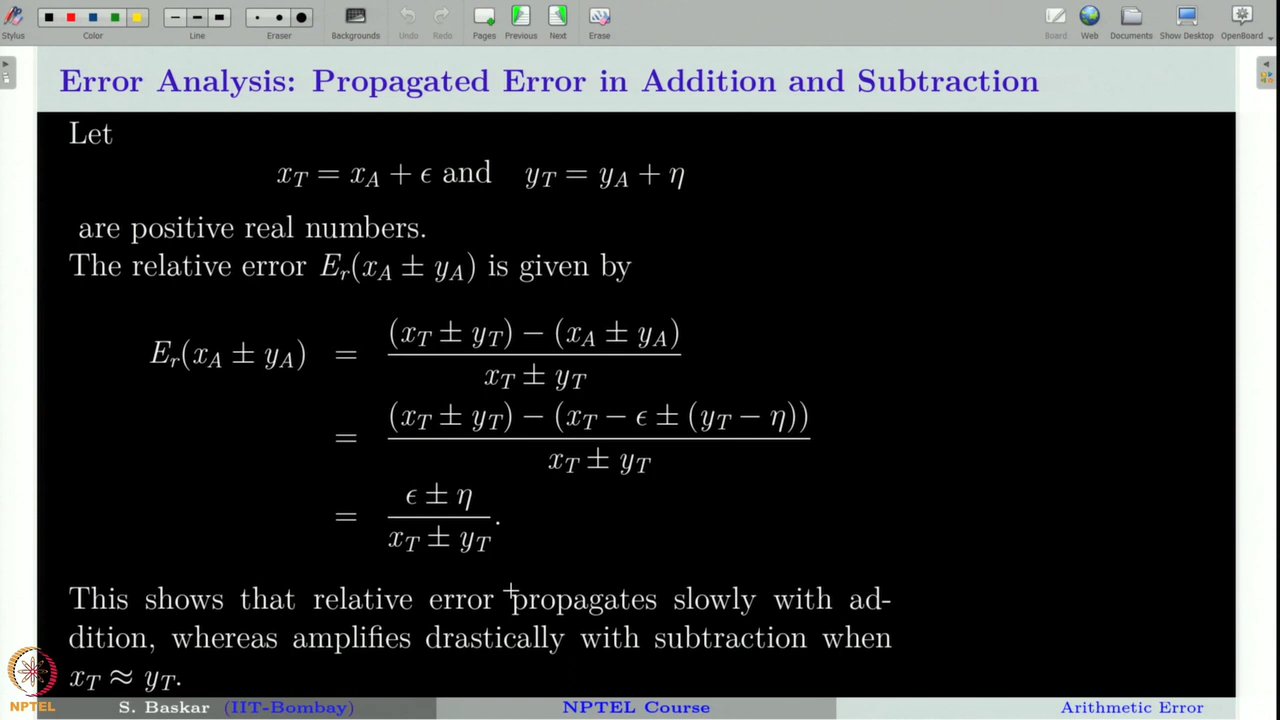 Stylus Color Line Eraser Backgrounds Undo Redo Pages Previous Next Erase Board Web Documents Show Desktop OpenBoard
Error Analysis: Propagated Error in Addition and Subtraction
Let
x_T = x_A + ϵ and y_T = y_A + η
are positive real numbers.
The relative error E_r(x_A ± y_A) is given by
E_r(x_A ± y_A) = \frac{(x_T ± y_T) − (x_A ± y_A)}{x_T ± y_T}
= \frac{(x_T ± y_T) − (x_T − ϵ ± (y_T − η))}{x_T ± y_T}
= \frac{ϵ ± η}{x_T ± y_T}.
This shows that relative error propagates slowly with ad-
dition, whereas amplifies drastically with subtraction when
x_T ≈ y_T.
NPTEL
S. Baskar (IIT-Bombay) NPTEL Course Arithmetic Error